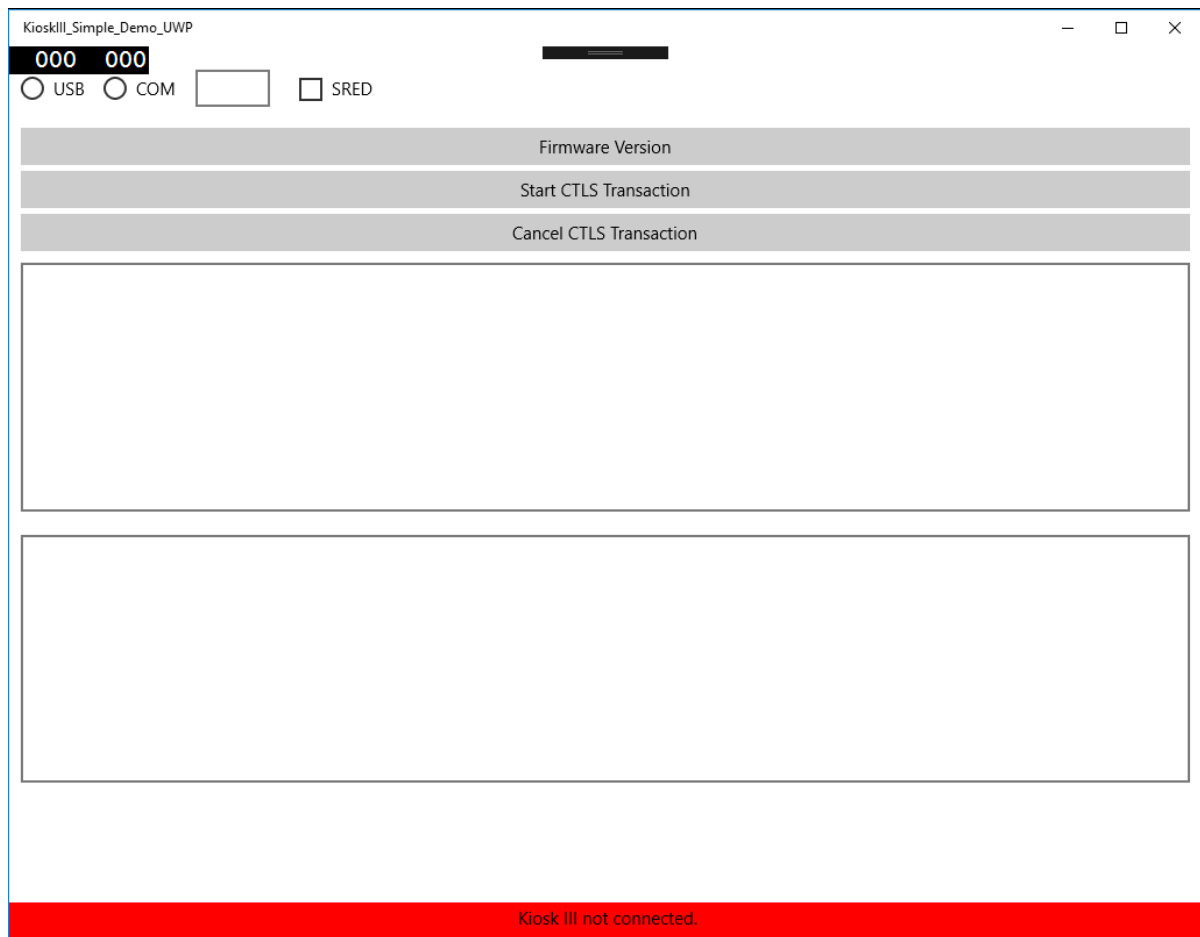 KioskIII_Simple_Demo_UWP
000 000
USB COM SRED
Firmware Version
Start CTLS Transaction
Cancel CTLS Transaction
Kiosk III not connected.